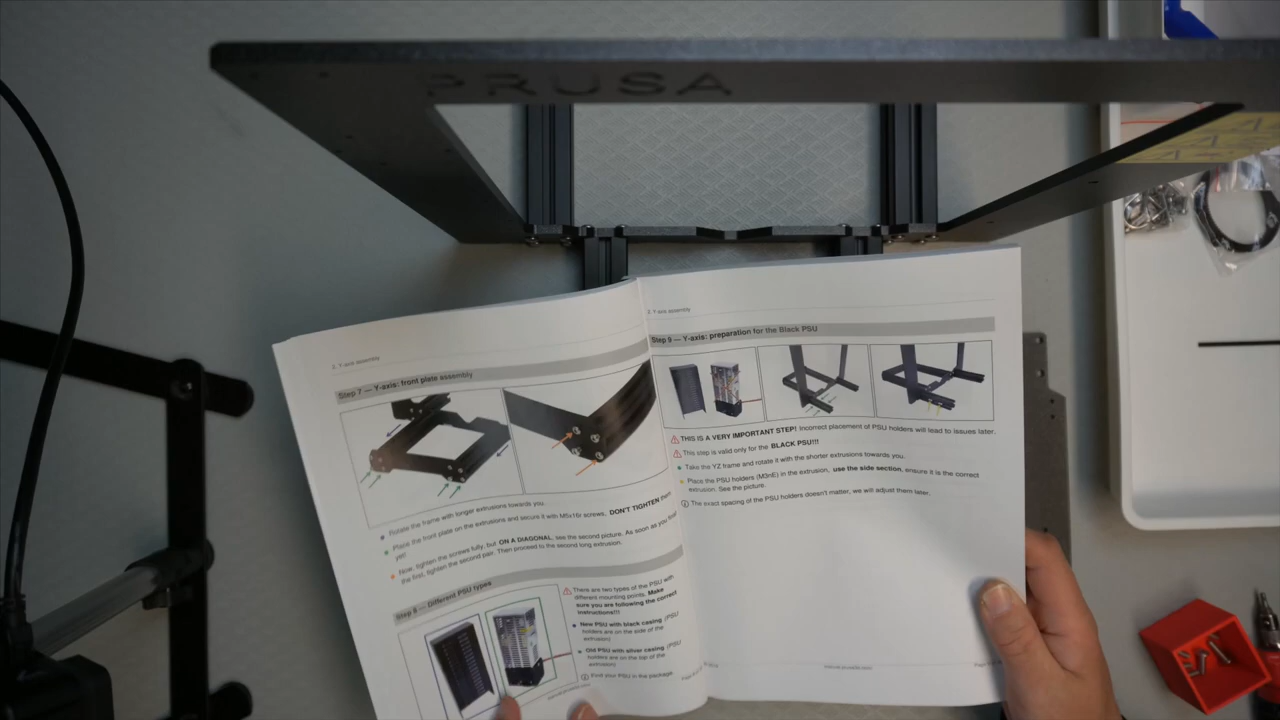 PRUSA
2. Y-axis assembly
Step 7 — Y-axis: front plate assembly
Rotate the frame with longer extrusions towards you.
Place the front plate on the extrusions and secure it with M5x16r screws, DON'T TIGHTEN them
yet!
Now, tighten the screws fully, but ON A DIAGONAL, see the second picture. As soon as you finish
the first, tighten the second pair. Then proceed to the second long extrusion.
Step 8 — Different PSU types
There are two types of the PSU with
different mounting points. Make
sure you are following the correct
instructions!!!
New PSU with black casing (PSU
holders are on the side of the
extrusion)
Old PSU with silver casing (PSU
holders are on the top of the
extrusion)
Find your PSU in the package.
2. Y-axis assembly
Step 9 — Y-axis: preparation for the Black PSU
THIS IS A VERY IMPORTANT STEP! Incorrect placement of PSU holders will lead to issues later.
This step is valid only for the BLACK PSU!!!
Take the YZ frame and rotate it with the shorter extrusions towards you.
Place the PSU holders (M3nE) in the extrusion, use the side section, ensure it is the correct
extrusion. See the picture.
The exact spacing of the PSU holders doesn't matter, we will adjust them later.